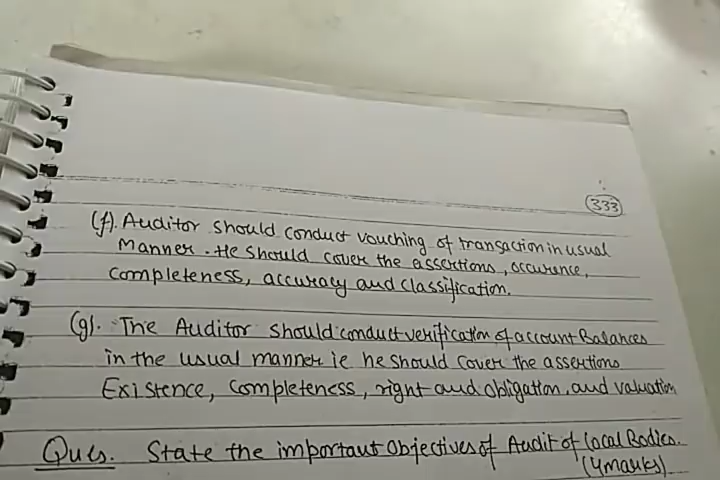 333
(f). Auditor should conduct vouching of transaction in usual
Manner. He should cover the assertions, occurence,
completeness, accuracy and classification.
(g). The Auditor should conduct verification of account Balances
in the usual manner ie he should cover the assertions
Existence, completeness, right and obligation, and valuation
Ques. State the important Objectives of Audit of Local Bodies.
(4marks)